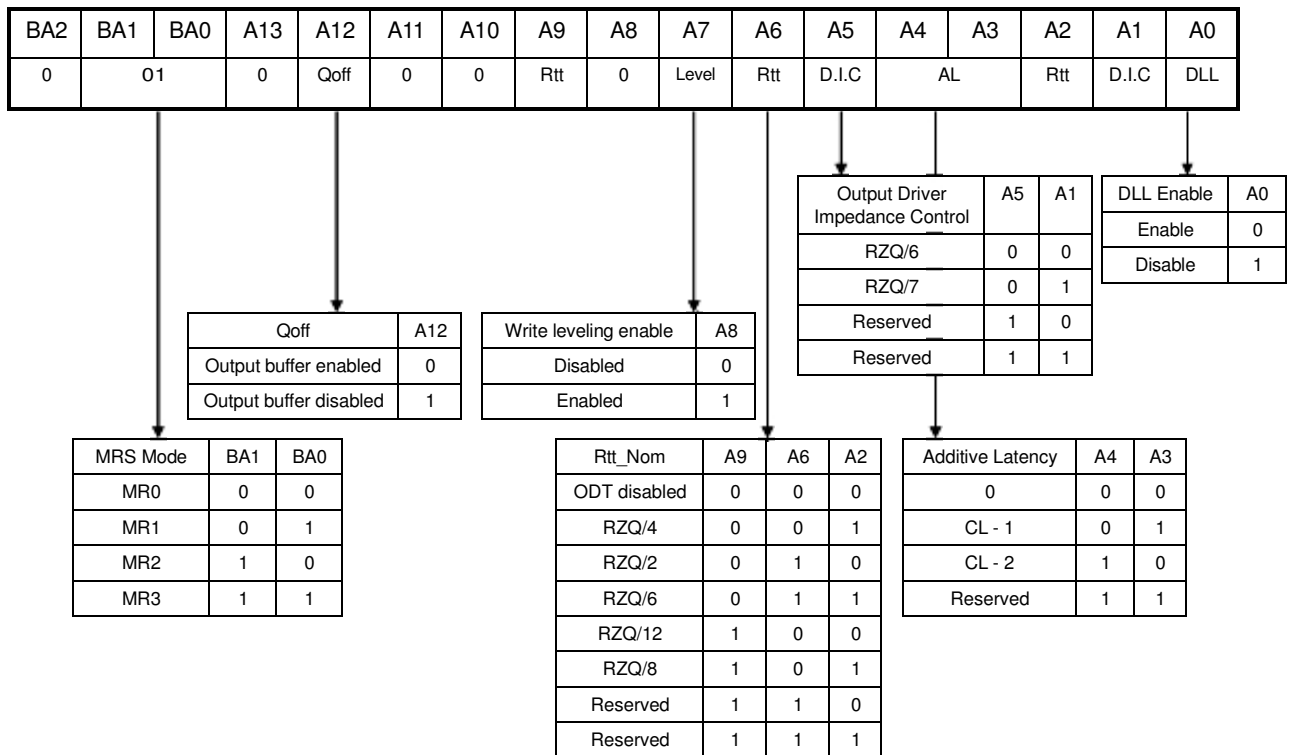 BA2 BA1 BA0 A13 A12 A11 A10 A9 A8 A7 A6 A5 A4 A3 A2 A1 A0
0 01 0 Qoff 0 0 Rtt 0 Level Rtt D.I.C AL Rtt D.I.C DLL
Output Driver
Impedance Control A5 A1
RZQ/6 0 0
RZQ/7 0 1
Reserved 1 0
Reserved 1 1
DLL Enable A0
Enable 0
Disable 1
Qoff A12
Output buffer enabled 0
Output buffer disabled 1
Write leveling enable A8
Disabled 0
Enabled 1
MRS Mode BA1 BA0
MR0 0 0
MR1 0 1
MR2 1 0
MR3 1 1
Rtt_Nom A9 A6 A2
ODT disabled 0 0 0
RZQ/4 0 0 1
RZQ/2 0 1 0
RZQ/6 0 1 1
RZQ/12 1 0 0
RZQ/8 1 0 1
Reserved 1 1 0
Reserved 1 1 1
Additive Latency A4 A3
0 0 0
CL - 1 0 1
CL - 2 1 0
Reserved 1 1